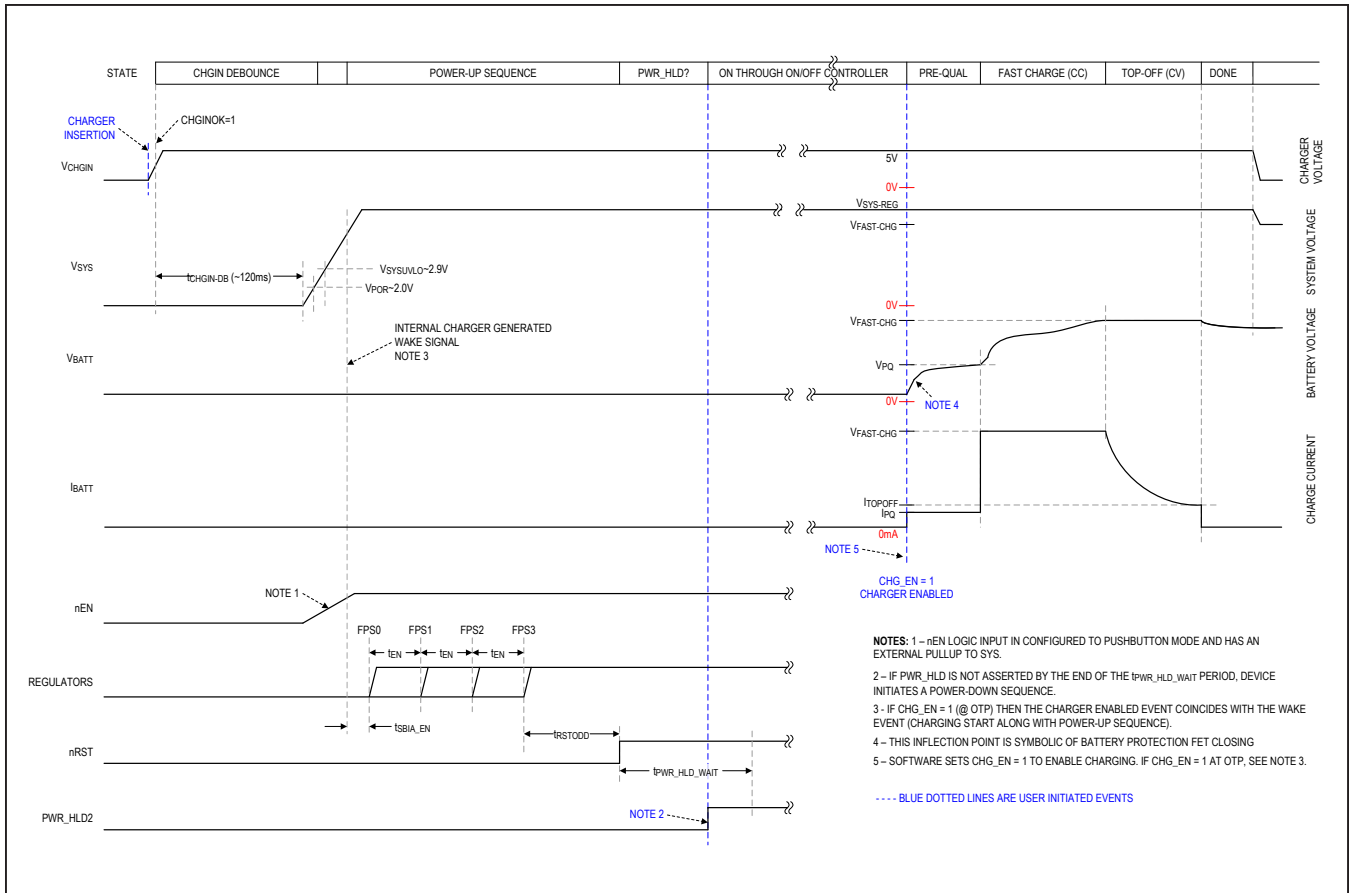 STATE
CHGIN DEBOUNCE
POWER-UP SEQUENCE
PWR_HLD?
ON THROUGH ON/OFF CONTROLLER
PRE-QUAL
FAST CHARGE (CC)
TOP-OFF (CV)
DONE
CHARGER
INSERTION
CHGINOK=1
VCHGIN
5V
0V
CHARGER
VOLTAGE
VSYS-REG
VFAST-CHG
VSYS
tCHGIN-DB (~120ms)
VSYSUVLO~2.9V
VPOR~2.0V
0V
SYSTEM VOLTAGE
INTERNAL CHARGER GENERATED
WAKE SIGNAL
NOTE 3
VFAST-CHG
VBATT
VPQ
0V
NOTE 4
BATTERY VOLTAGE
VFAST-CHG
IBATT
ITOPOFF
IPQ
0mA
CHARGE CURRENT
NOTE 5
CHG_EN = 1
CHARGER ENABLED
NOTE 1
nEN
FPS0
FPS1
FPS2
FPS3
tEN
tEN
tEN
REGULATORS
tSBIA_EN
tRSTODD
nRST
tPWR_HLD_WAIT
NOTE 2
PWR_HLD2
NOTES: 1 – nEN LOGIC INPUT IN CONFIGURED TO PUSHBUTTON MODE AND HAS AN
EXTERNAL PULLUP TO SYS.
2 – IF PWR_HLD IS NOT ASSERTED BY THE END OF THE tPWR_HLD_WAIT PERIOD, DEVICE
INITIATES A POWER-DOWN SEQUENCE.
3 - IF CHG_EN = 1 (@ OTP) THEN THE CHARGER ENABLED EVENT COINCIDES WITH THE WAKE
EVENT (CHARGING START ALONG WITH POWER-UP SEQUENCE).
4 – THIS INFLECTION POINT IS SYMBOLIC OF BATTERY PROTECTION FET CLOSING
5 – SOFTWARE SETS CHG_EN = 1 TO ENABLE CHARGING. IF CHG_EN = 1 AT OTP, SEE NOTE 3.
---- BLUE DOTTED LINES ARE USER INITIATED EVENTS